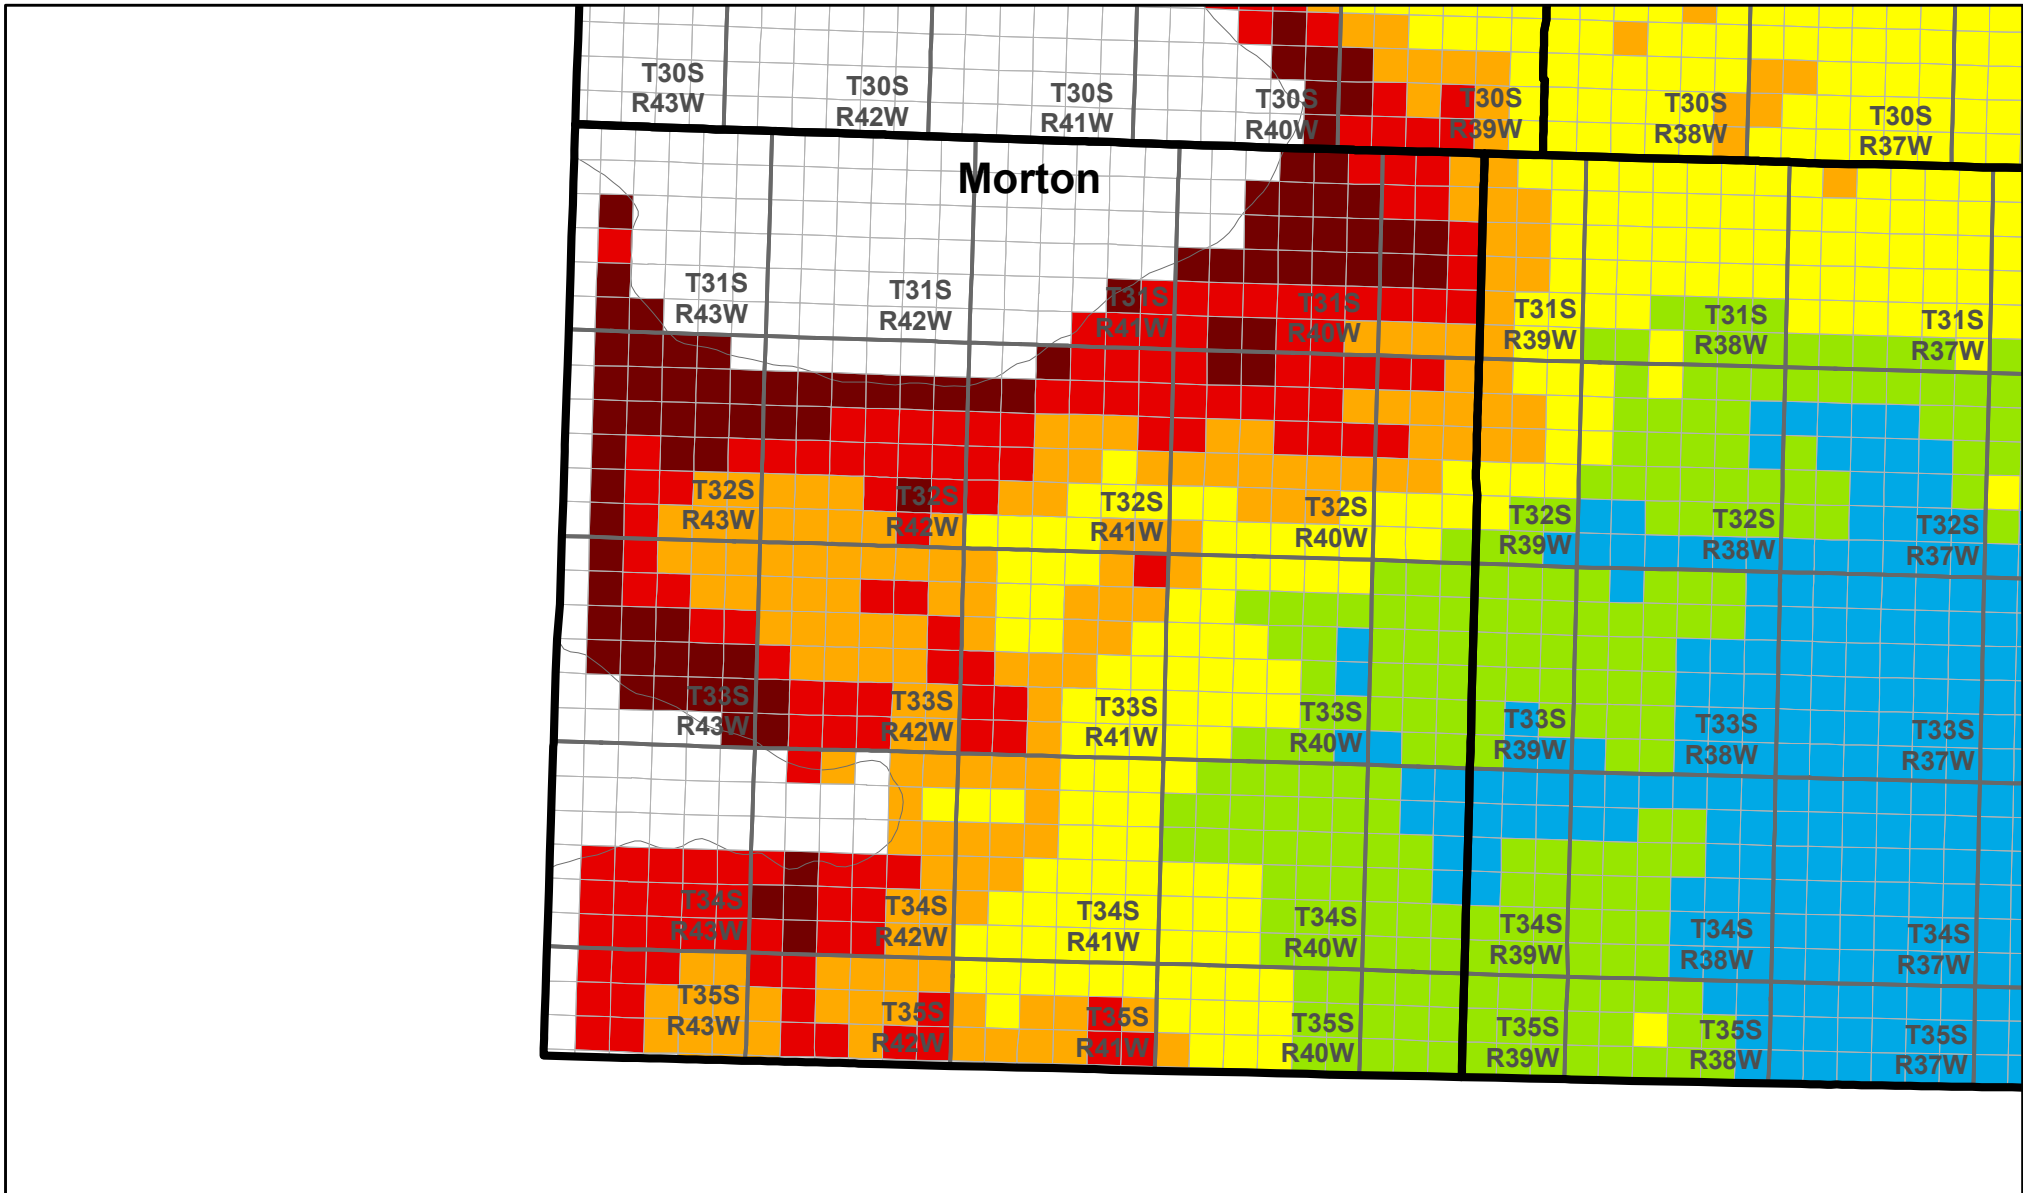 T30S
R43W
T30S
R42W
T30S
R41W
T30S
R40W
T30S
R39W
T30S
R38W
T30S
R37W
Morton
T31S
R43W
T31S
R42W
T31S
R41W
T31S
R40W
T31S
R39W
T31S
R38W
T31S
R37W
T32S
R43W
T32S
R42W
T32S
R41W
T32S
R40W
T32S
R39W
T32S
R38W
T32S
R37W
T33S
R43W
T33S
R42W
T33S
R41W
T33S
R40W
T33S
R39W
T33S
R38W
T33S
R37W
T34S
R43W
T34S
R42W
T34S
R41W
T34S
R40W
T34S
R39W
T34S
R38W
T34S
R37W
T35S
R43W
T35S
R42W
T35S
R41W
T35S
R40W
T35S
R39W
T35S
R38W
T35S
R37W